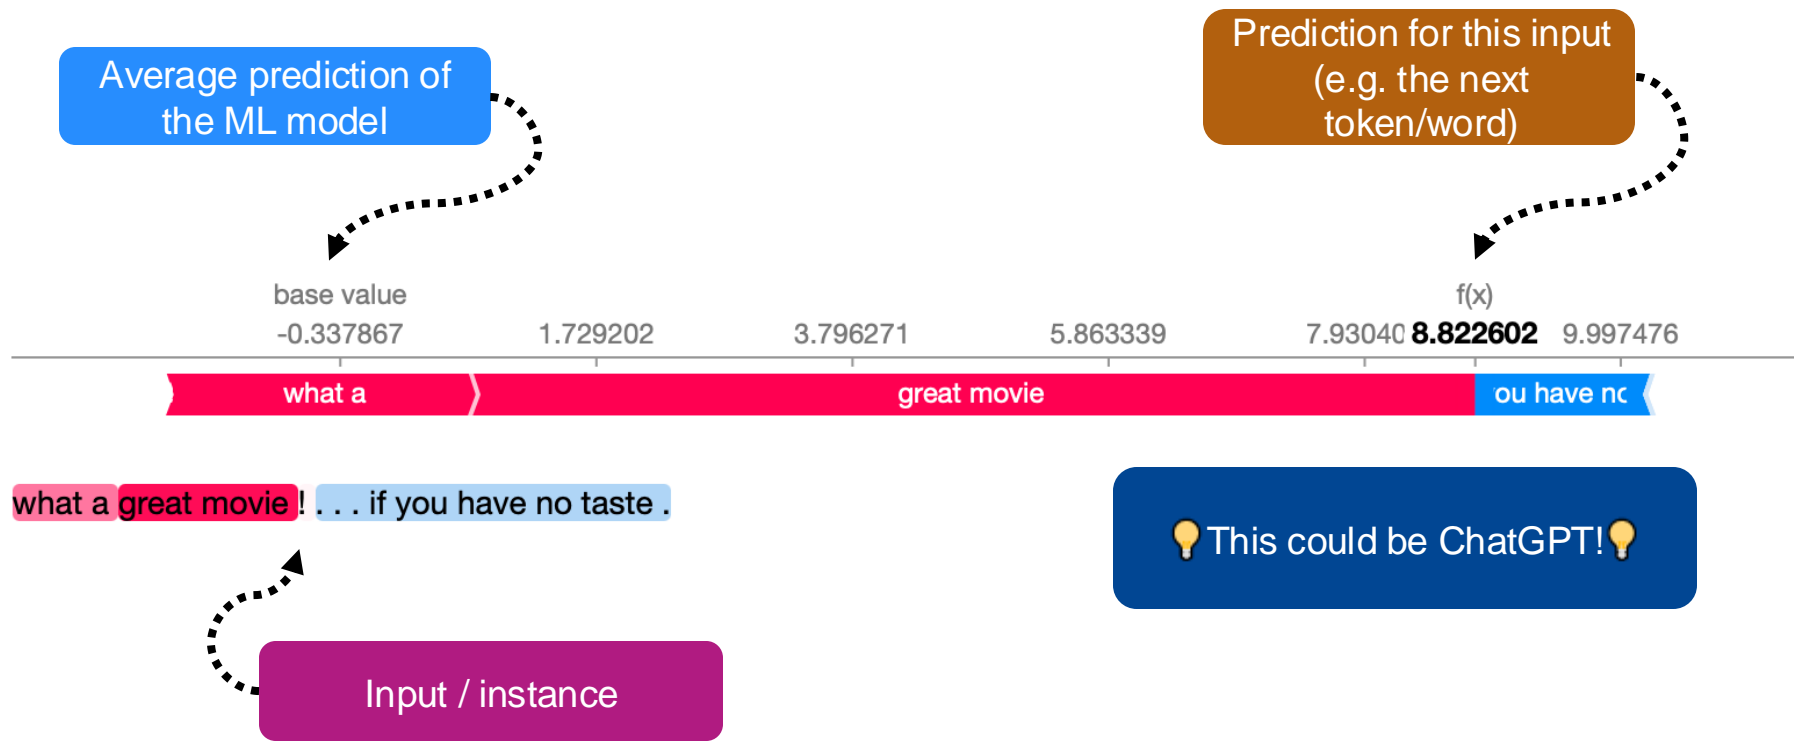 Average prediction of
the ML model
Prediction for this input
(e.g. the next
token/word)
base value
f(x)
-0.337867 1.729202 3.796271 5.863339 7.93040 8.822602 9.997476
what a great movie ou have no
what a great movie ! . . . if you have no taste .
💡This could be ChatGPT!💡
Input / instance